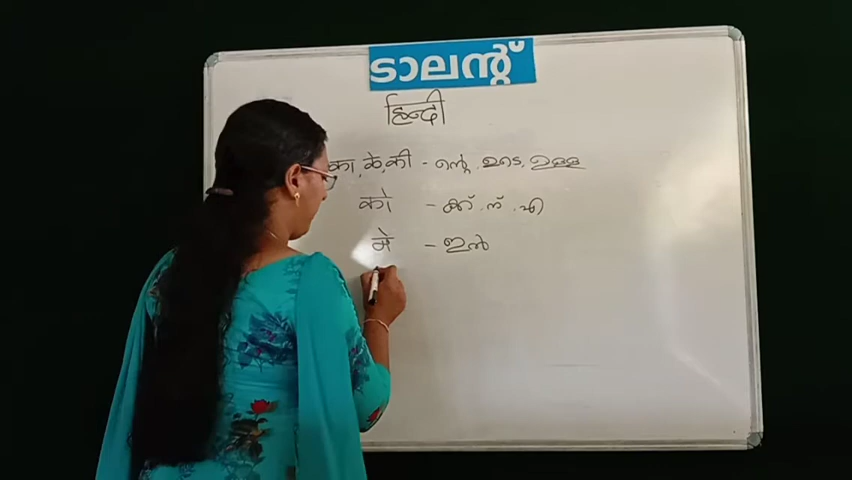 ടാലന്റ്
हिन्दी
का, के, की - ന്റെ, ഉടെ, ഉള്ള
को - ക്ക്, ന്, എ
मे - ഇൽ